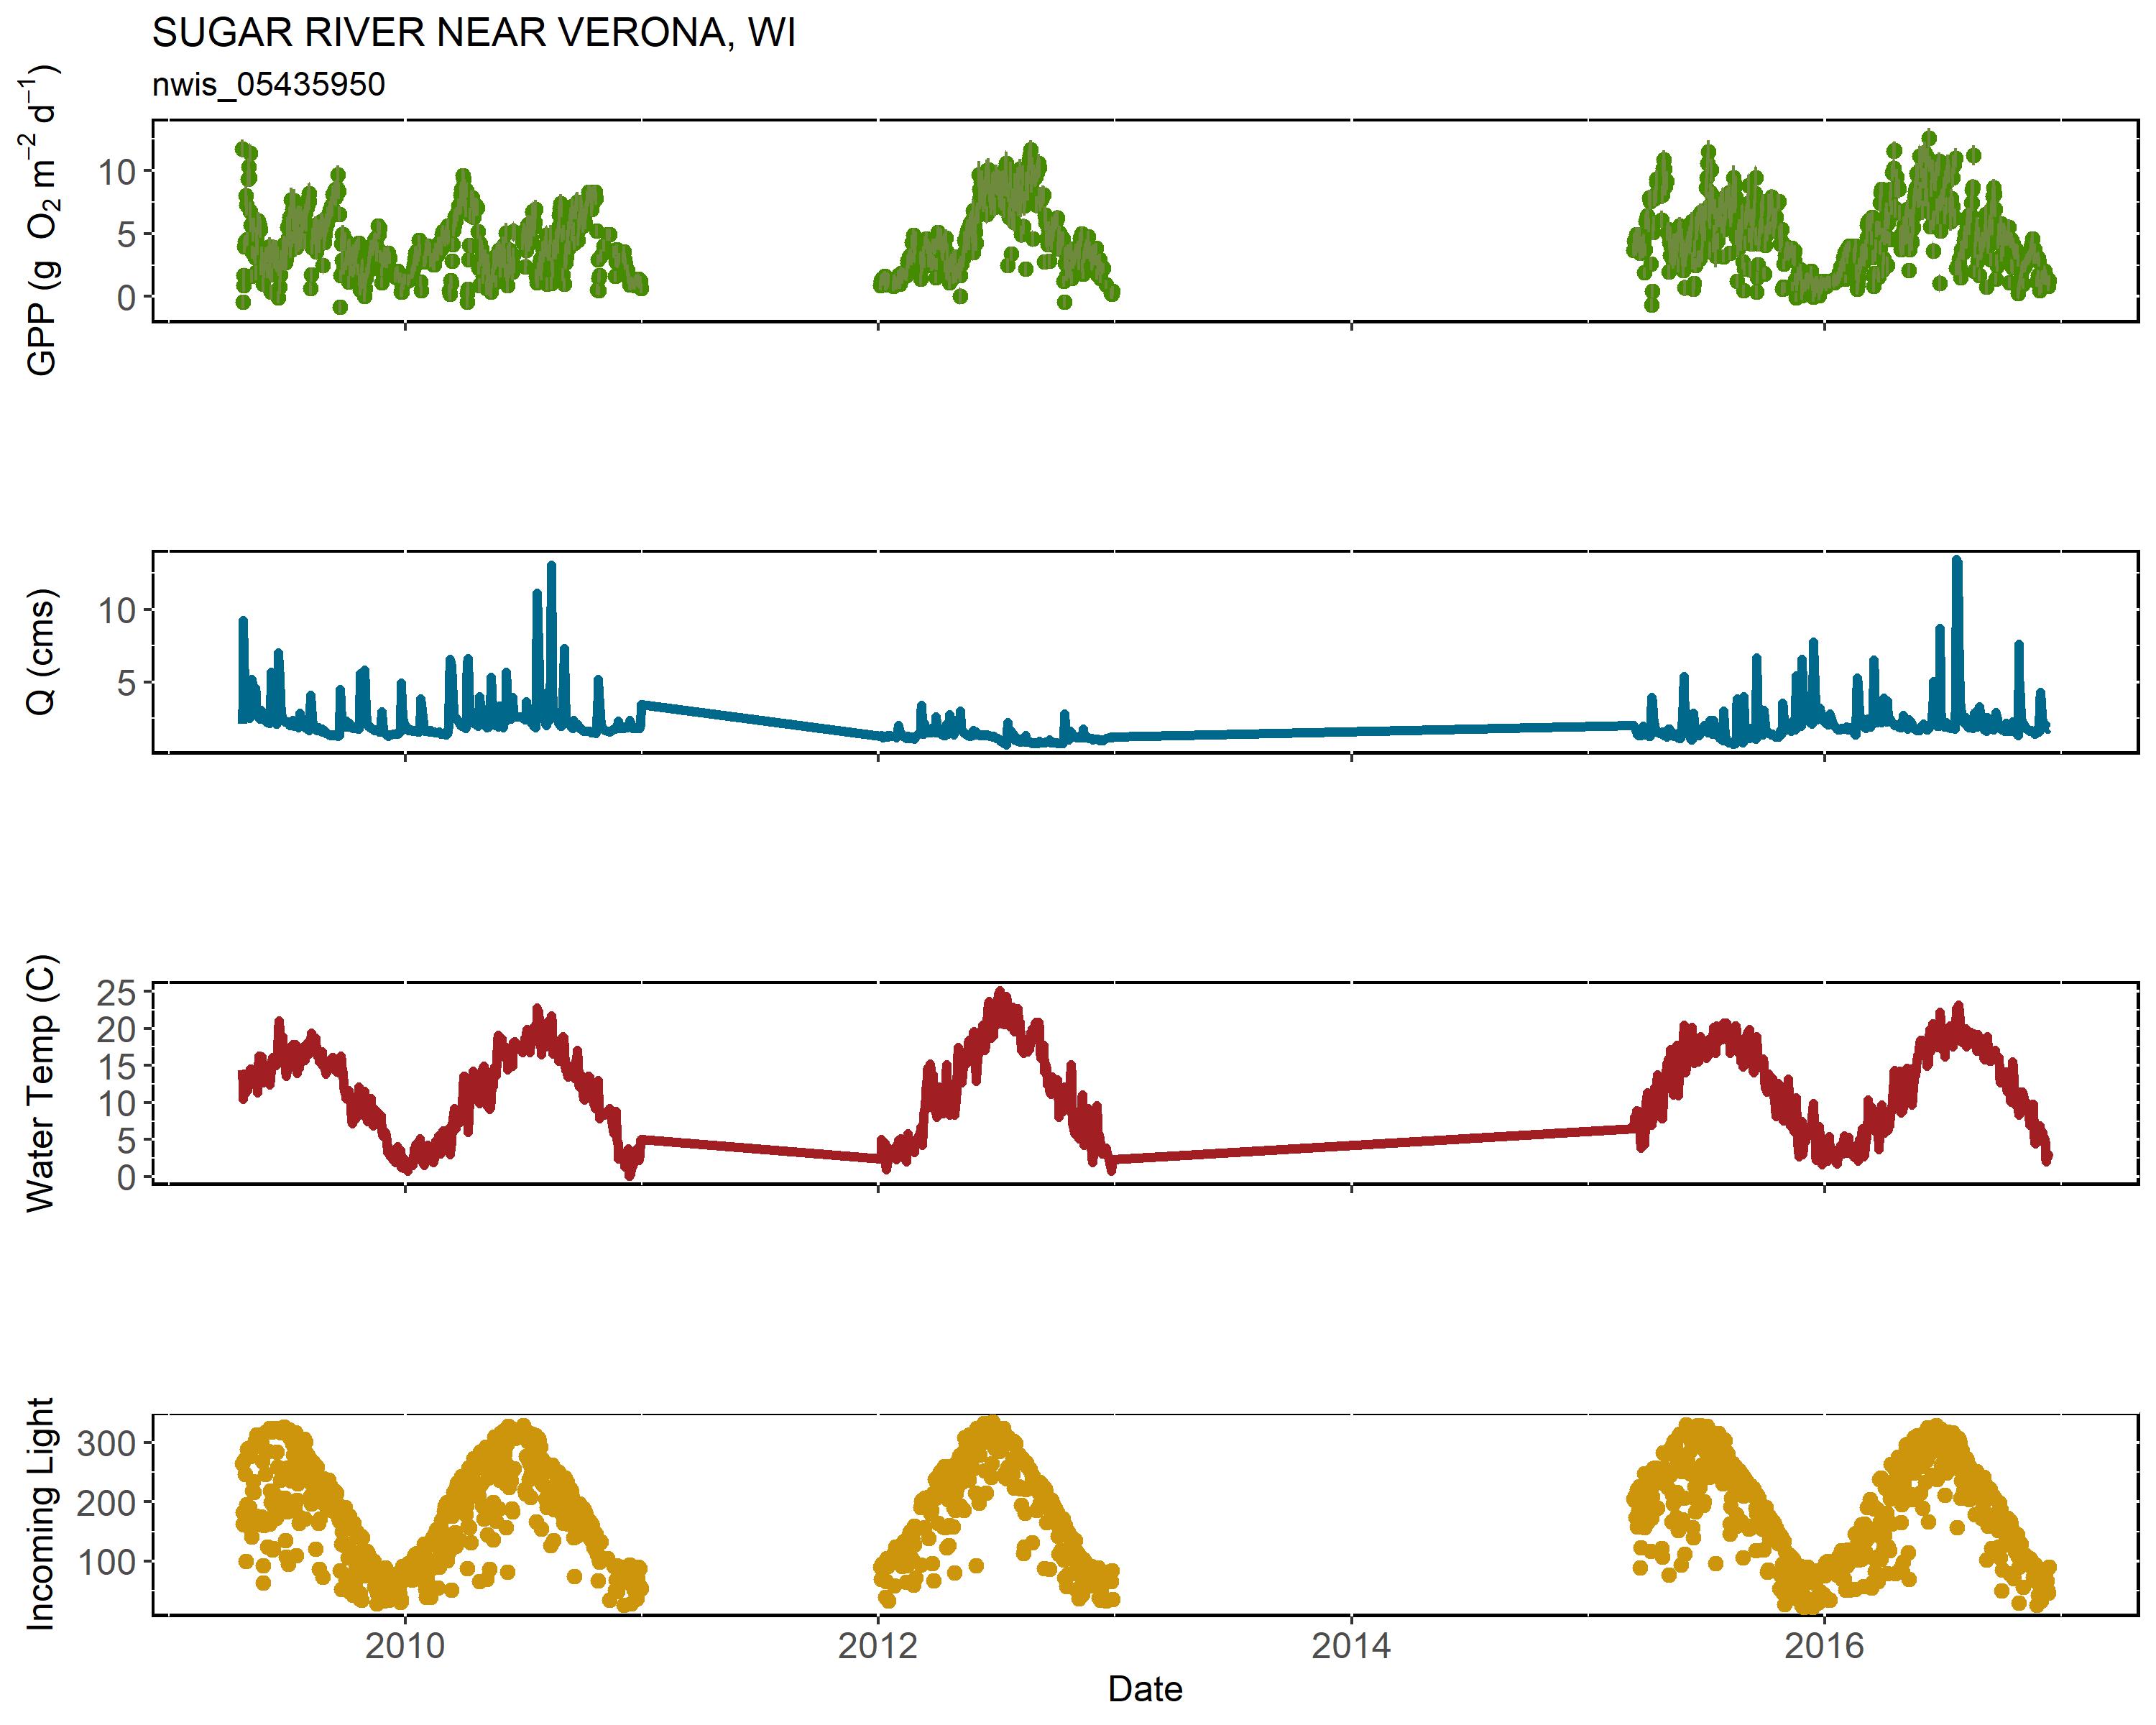 SUGAR RIVER NEAR VERONA, WI
nwis_05435950
GPP (g O₂ m⁻² d⁻¹)
10
5
0
Q (cms)
10
5
Water Temp (C)
25
20
15
10
5
0
Incoming Light
300
200
100
2010 2012 2014 2016
Date